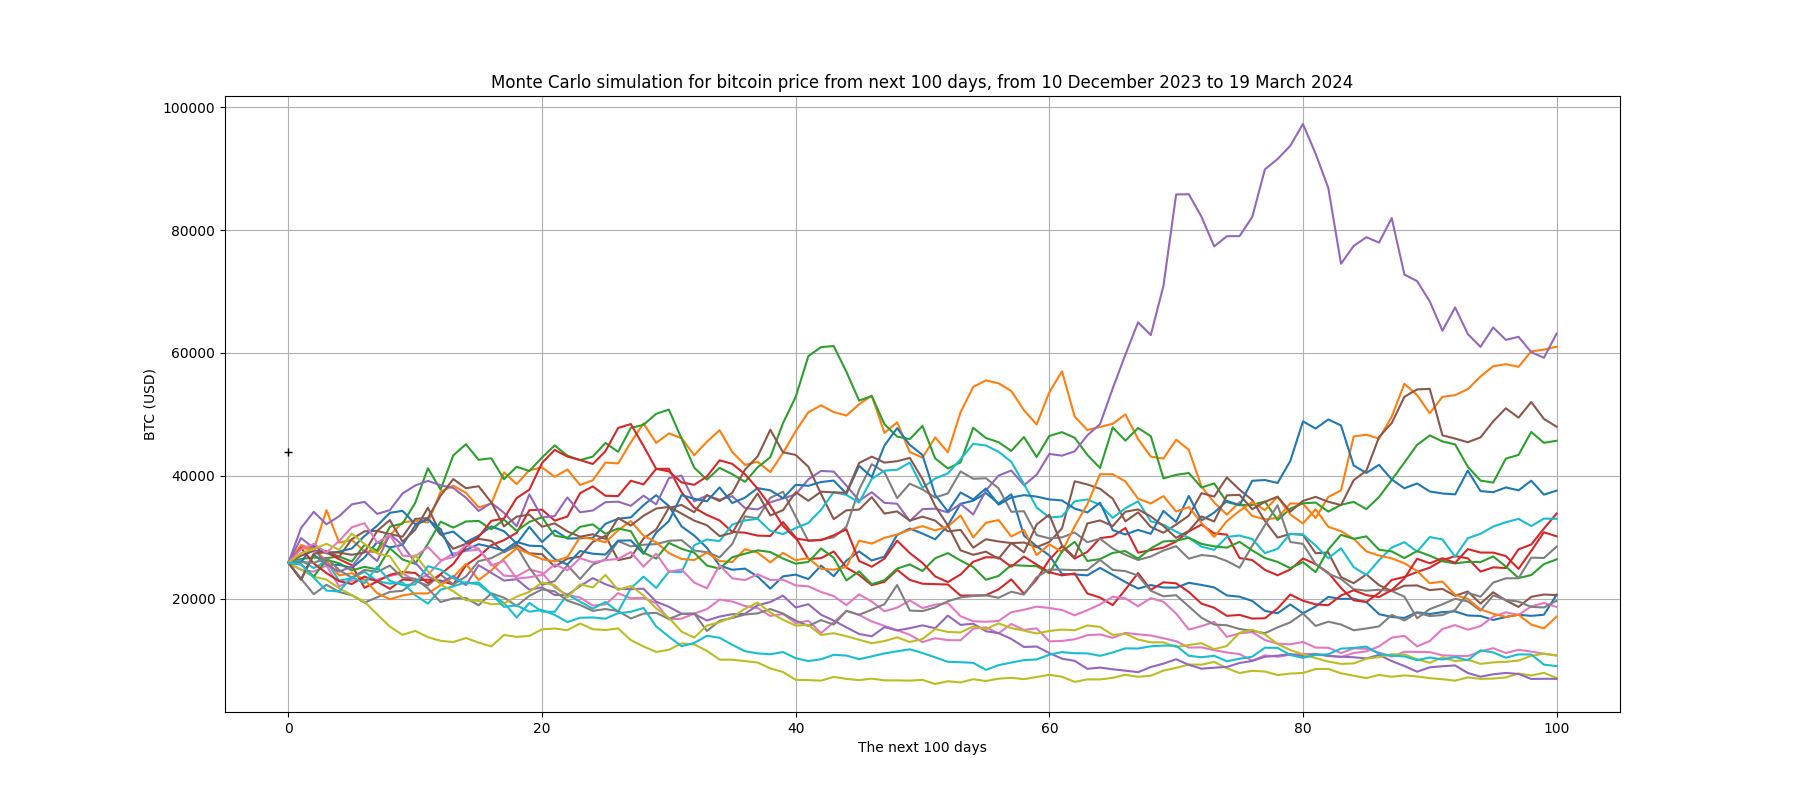 Monte Carlo simulation for bitcoin price from next 100 days, from 10 December 2023 to 19 March 2024
100000
80000
60000
40000
20000
BTC (USD)
0 20 40 60 80 100
The next 100 days